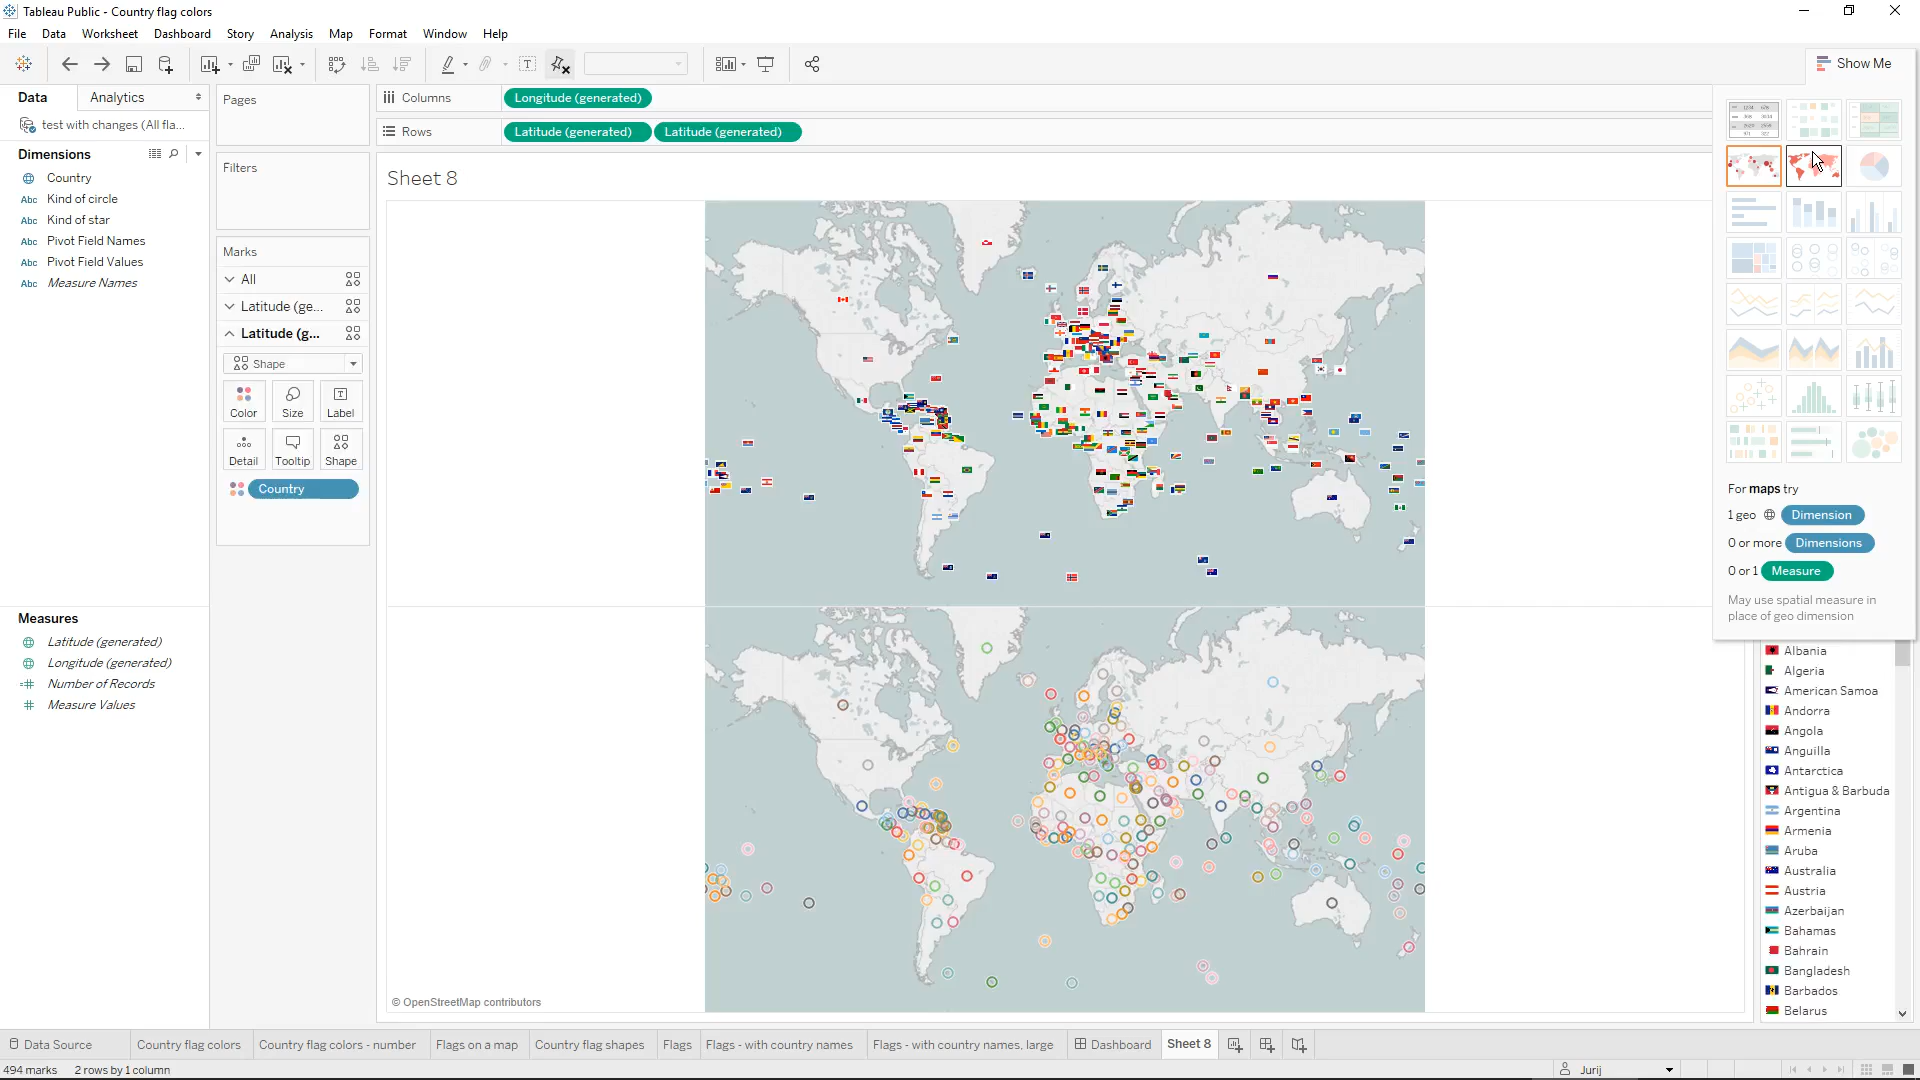 Tableau Public - Country flag colors
File Data Worksheet Dashboard Story Analysis Map Format Window Help
Show Me
Data Analytics
Pages
Columns Longitude (generated)
test with changes (All fla...
Rows Latitude (generated) Latitude (generated)
Dimensions
Filters
Sheet 8
Country
Abc Kind of circle
Abc Kind of star
Abc Pivot Field Names
Abc Pivot Field Values
Abc Measure Names
Marks
All
Latitude (ge...
Latitude (g...
Shape
Color Size Label
Detail Tooltip Shape
Country
For maps try
1 geo Dimension
0 or more Dimensions
0 or 1 Measure
May use spatial measure in
place of geo dimension
Measures
Latitude (generated)
Longitude (generated)
Number of Records
Measure Values
Albania
Algeria
American Samoa
Andorra
Angola
Anguilla
Antarctica
Antigua & Barbuda
Argentina
Armenia
Aruba
Australia
Austria
Azerbaijan
Bahamas
Bahrain
Bangladesh
Barbados
Belarus
© OpenStreetMap contributors
Data Source Country flag colors Country flag colors - number Flags on a map Country flag shapes Flags Flags - with country names Flags - with country names, large Dashboard Sheet 8
494 marks 2 rows by 1 column Jurij